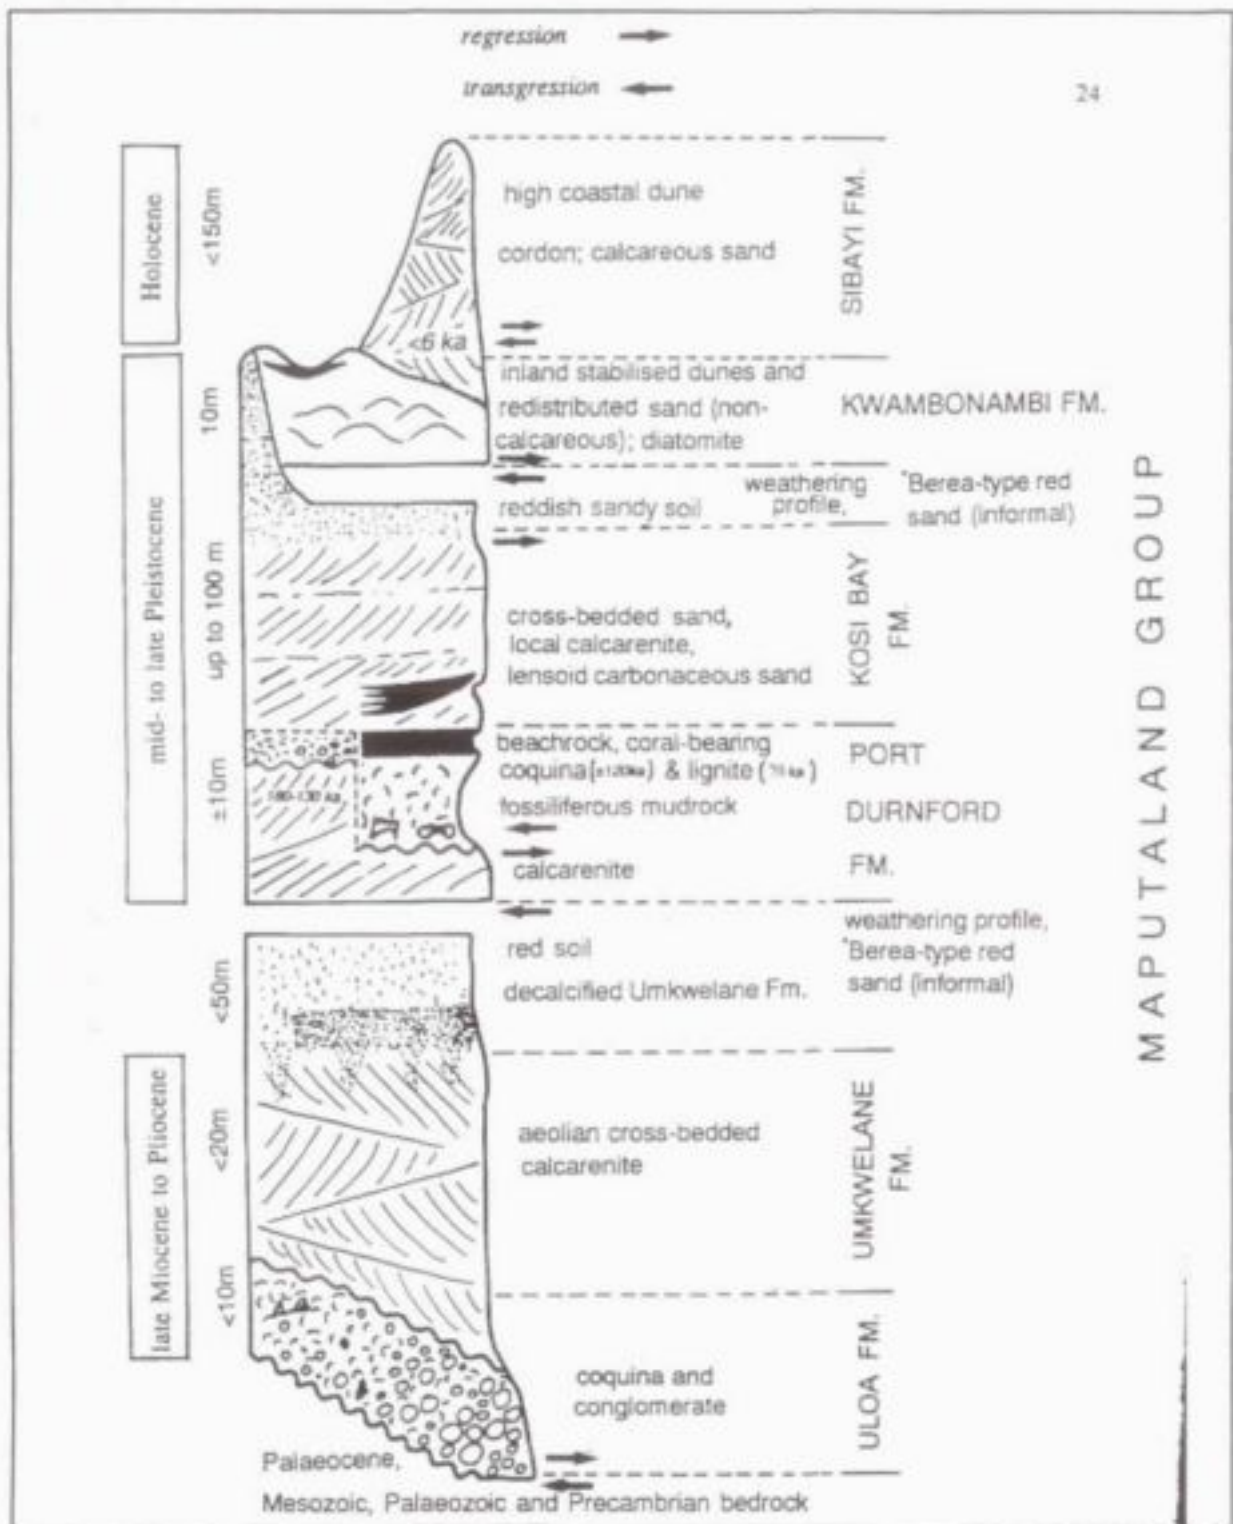 regression
transgression
24
Holocene
<150m
high coastal dune
cordon; calcareous sand
SIBAYI FM.
<6 ka
mid- to late Pleistocene
10m
inland stabilised dunes and
redistributed sand (non-
calcareous); diatomite
KWAMBONAMBI FM.
reddish sandy soil
weathering
profile,
*Berea-type red
sand (informal)
up to 100 m
cross-bedded sand,
local calcarenite,
lensoid carbonaceous sand
KOSI BAY
FM.
±10m
180-130 ka
beachrock, coral-bearing
coquina (±120ka) & lignite
fossiliferous mudrock
calcarenite
PORT
DURNFORD
FM.
<50m
red soil
decalcified Umkwelane Fm.
weathering profile,
*Berea-type red
sand (informal)
late Miocene to Pliocene
<20m
aeolian cross-bedded
calcarenite
UMKWELANE
FM.
<10m
coquina and
conglomerate
ULOA FM.
Palaeocene,
Mesozoic, Palaeozoic and Precambrian bedrock
MAPUTALAND GROUP